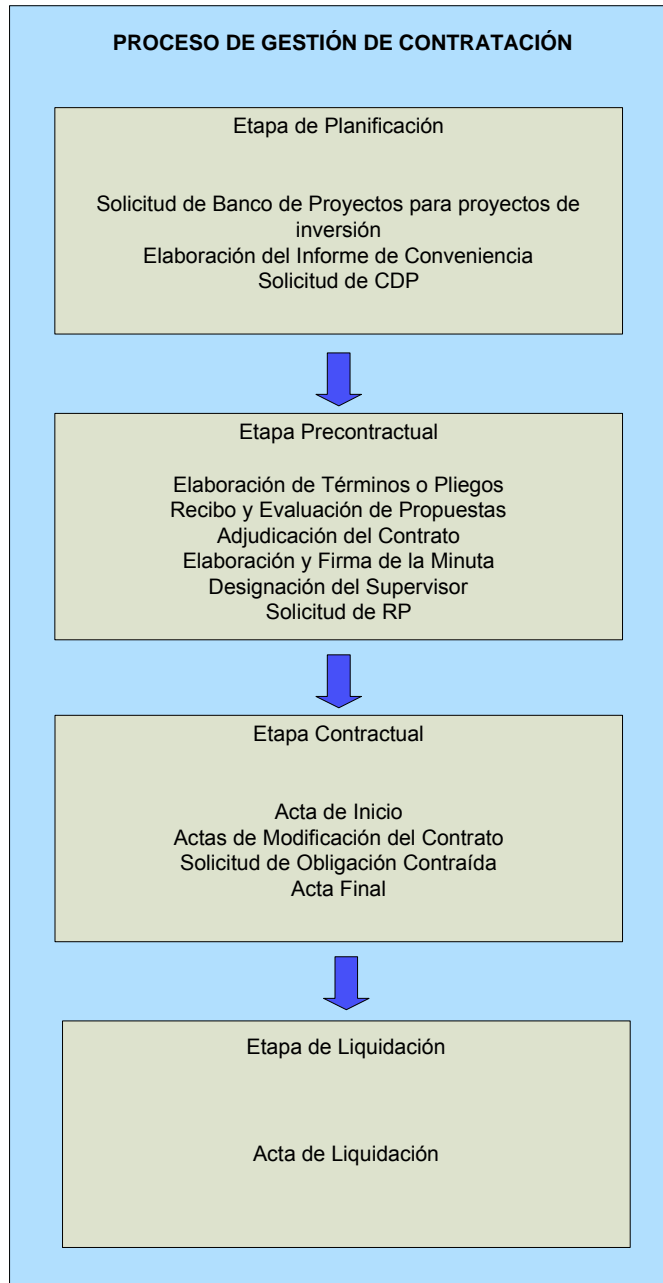 PROCESO DE GESTIÓN DE CONTRATACIÓN
Etapa de Planificación
Solicitud de Banco de Proyectos para proyectos de
inversión
Elaboración del Informe de Conveniencia
Solicitud de CDP
Etapa Precontractual
Elaboración de Términos o Pliegos
Recibo y Evaluación de Propuestas
Adjudicación del Contrato
Elaboración y Firma de la Minuta
Designación del Supervisor
Solicitud de RP
Etapa Contractual
Acta de Inicio
Actas de Modificación del Contrato
Solicitud de Obligación Contraída
Acta Final
Etapa de Liquidación
Acta de Liquidación